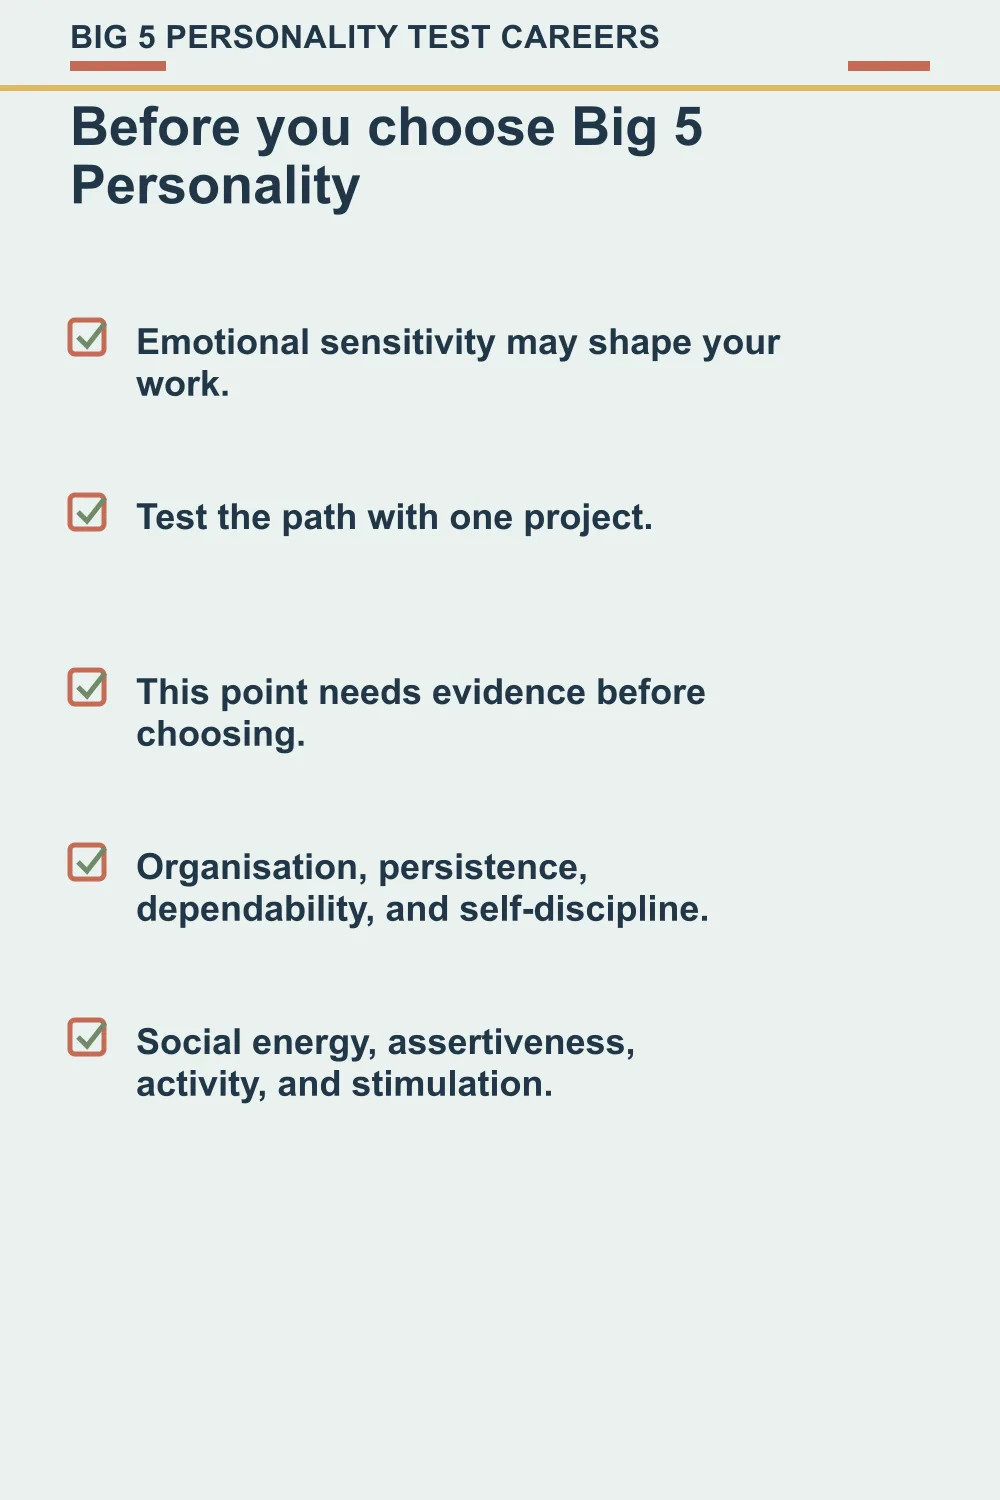 BIG 5 PERSONALITY TEST CAREERS
Before you choose Big 5
Personality
Emotional sensitivity may shape your
work.
Test the path with one project.
This point needs evidence before
choosing.
Organisation, persistence,
dependability, and self-discipline.
Social energy, assertiveness,
activity, and stimulation.